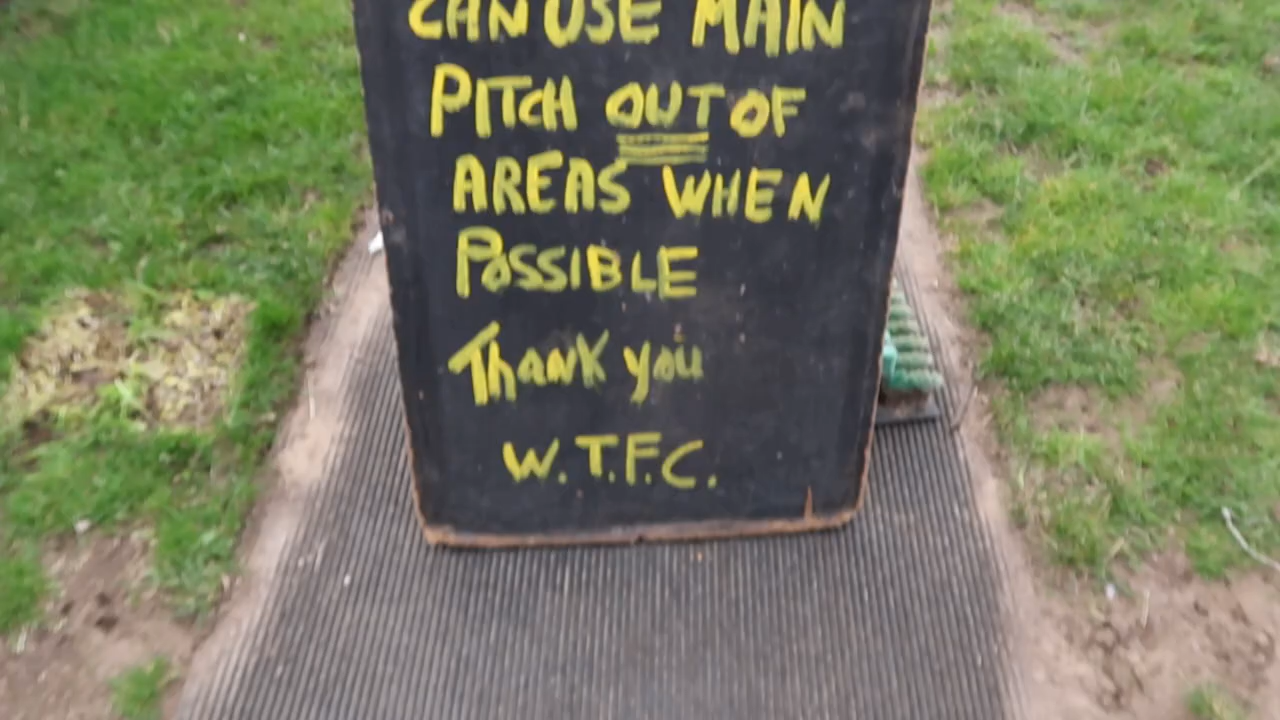 CAN USE MAIN
PITCH OUT OF
AREAS WHEN
POSSIBLE
Thank you
W.T.F.C.